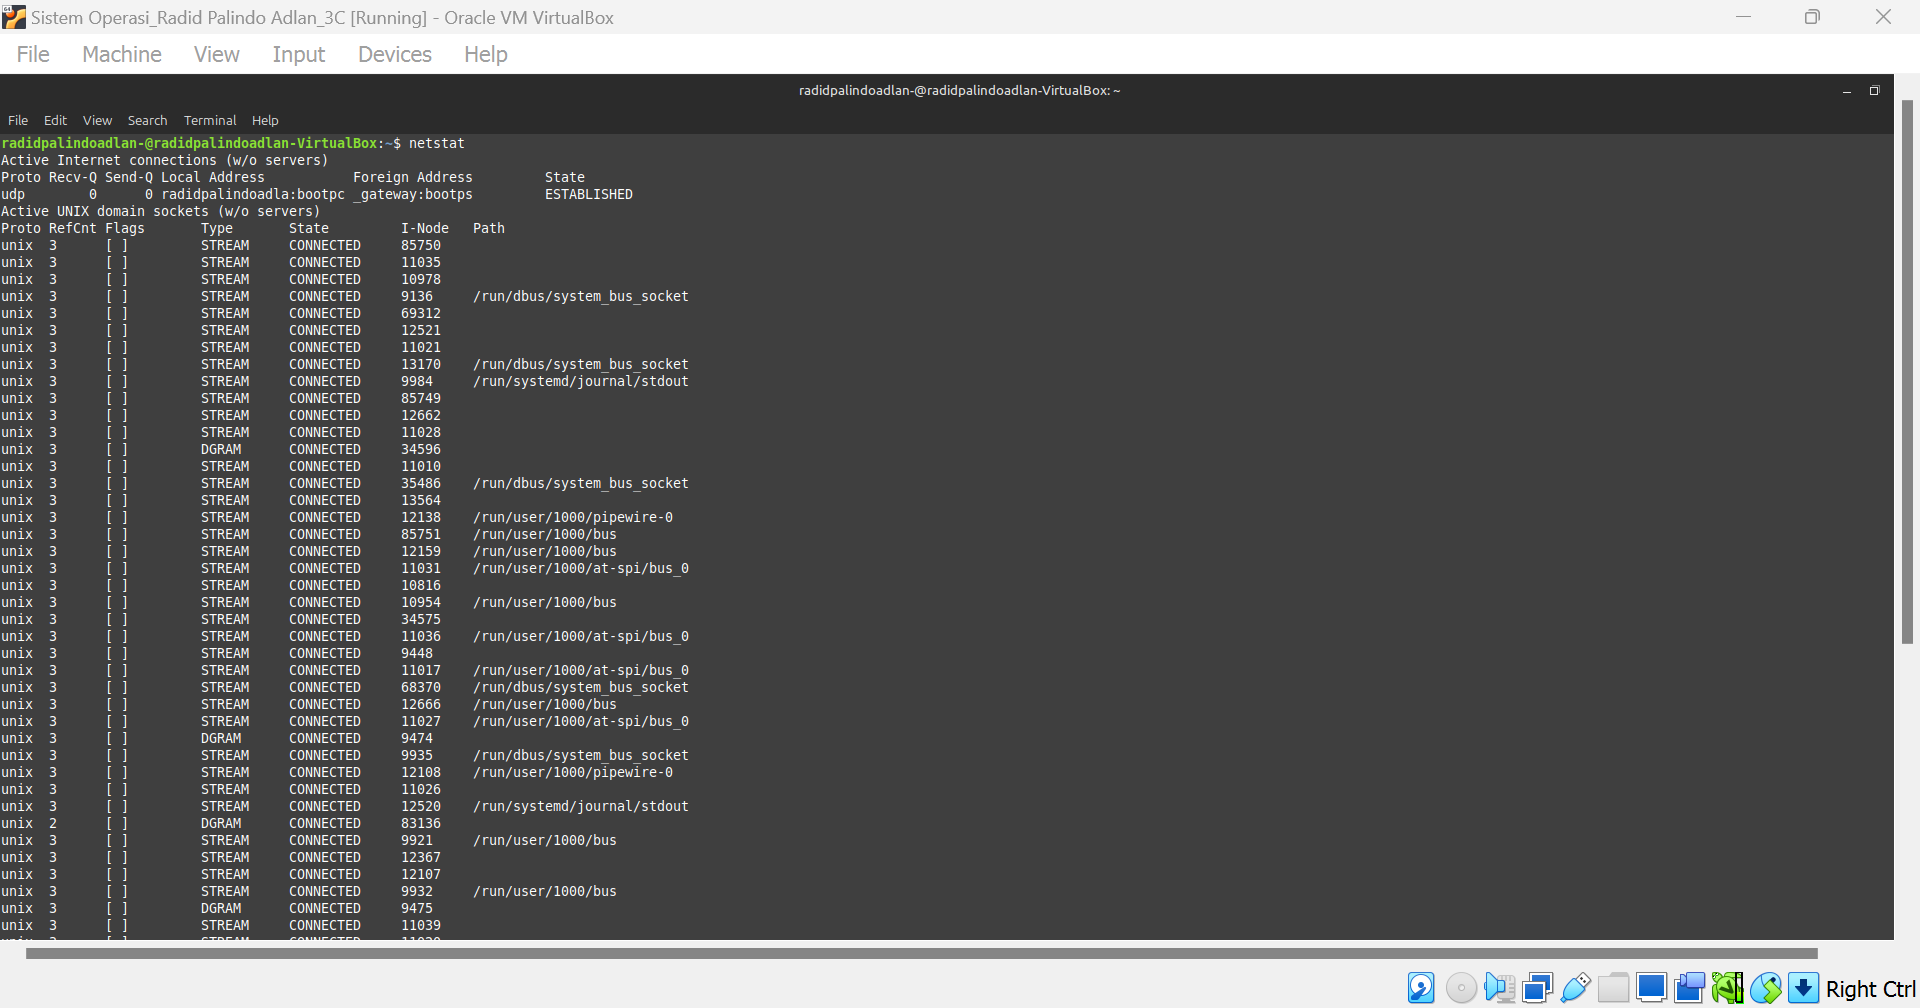 Sistem Operasi_Radid Palindo Adlan_3C [Running] - Oracle VM VirtualBox
File Machine View Input Devices Help
radidpalindoadlan-@radidpalindoadlan-VirtualBox: ~
File Edit View Search Terminal Help
radidpalindoadlan-@radidpalindoadlan-VirtualBox:~$ netstat
Active Internet connections (w/o servers)
Proto Recv-Q Send-Q Local Address           Foreign Address         State
udp        0      0 radidpalindoadla:bootpc _gateway:bootps         ESTABLISHED
Active UNIX domain sockets (w/o servers)
Proto RefCnt Flags       Type       State         I-Node   Path
unix  3      [ ]         STREAM     CONNECTED     85750
unix  3      [ ]         STREAM     CONNECTED     11035
unix  3      [ ]         STREAM     CONNECTED     10978
unix  3      [ ]         STREAM     CONNECTED     9136     /run/dbus/system_bus_socket
unix  3      [ ]         STREAM     CONNECTED     69312
unix  3      [ ]         STREAM     CONNECTED     12521
unix  3      [ ]         STREAM     CONNECTED     11021
unix  3      [ ]         STREAM     CONNECTED     13170    /run/dbus/system_bus_socket
unix  3      [ ]         STREAM     CONNECTED     9984     /run/systemd/journal/stdout
unix  3      [ ]         STREAM     CONNECTED     85749
unix  3      [ ]         STREAM     CONNECTED     12662
unix  3      [ ]         STREAM     CONNECTED     11028
unix  3      [ ]         DGRAM      CONNECTED     34596
unix  3      [ ]         STREAM     CONNECTED     11010
unix  3      [ ]         STREAM     CONNECTED     35486    /run/dbus/system_bus_socket
unix  3      [ ]         STREAM     CONNECTED     13564
unix  3      [ ]         STREAM     CONNECTED     12138    /run/user/1000/pipewire-0
unix  3      [ ]         STREAM     CONNECTED     85751    /run/user/1000/bus
unix  3      [ ]         STREAM     CONNECTED     12159    /run/user/1000/bus
unix  3      [ ]         STREAM     CONNECTED     11031    /run/user/1000/at-spi/bus_0
unix  3      [ ]         STREAM     CONNECTED     10816
unix  3      [ ]         STREAM     CONNECTED     10954    /run/user/1000/bus
unix  3      [ ]         STREAM     CONNECTED     34575
unix  3      [ ]         STREAM     CONNECTED     11036    /run/user/1000/at-spi/bus_0
unix  3      [ ]         STREAM     CONNECTED     9448
unix  3      [ ]         STREAM     CONNECTED     11017    /run/user/1000/at-spi/bus_0
unix  3      [ ]         STREAM     CONNECTED     68370    /run/dbus/system_bus_socket
unix  3      [ ]         STREAM     CONNECTED     12666    /run/user/1000/bus
unix  3      [ ]         STREAM     CONNECTED     11027    /run/user/1000/at-spi/bus_0
unix  3      [ ]         DGRAM      CONNECTED     9474
unix  3      [ ]         STREAM     CONNECTED     9935     /run/dbus/system_bus_socket
unix  3      [ ]         STREAM     CONNECTED     12108    /run/user/1000/pipewire-0
unix  3      [ ]         STREAM     CONNECTED     11026
unix  3      [ ]         STREAM     CONNECTED     12520    /run/systemd/journal/stdout
unix  2      [ ]         DGRAM      CONNECTED     83136
unix  3      [ ]         STREAM     CONNECTED     9921     /run/user/1000/bus
unix  3      [ ]         STREAM     CONNECTED     12367
unix  3      [ ]         STREAM     CONNECTED     12107
unix  3      [ ]         STREAM     CONNECTED     9932     /run/user/1000/bus
unix  3      [ ]         DGRAM      CONNECTED     9475
unix  3      [ ]         STREAM     CONNECTED     11039
Right Ctrl